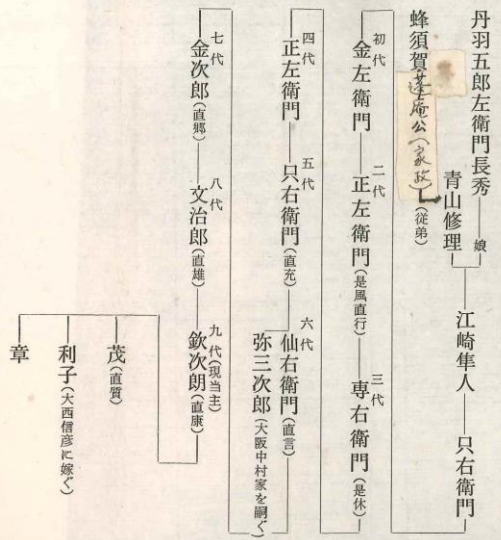 丹羽五郎左衛門長秀
娘
江崎隼人
只右衛門
青山修理
蜂須賀蓬庵公(家政)
(従弟)
初代
金左衛門
二代
正左衛門(是風直行)
三代
専右衛門(是休)
四代
正左衛門
五代
只右衛門(直充)
六代
仙右衛門(直言)
弥三次郎(大阪中村家を嗣ぐ)
七代
金次郎(直郷)
八代
文治郎(直雄)
九代(現当主)
欽次朗(直康)
茂(直質)
利子(大西信彦に嫁ぐ)
章